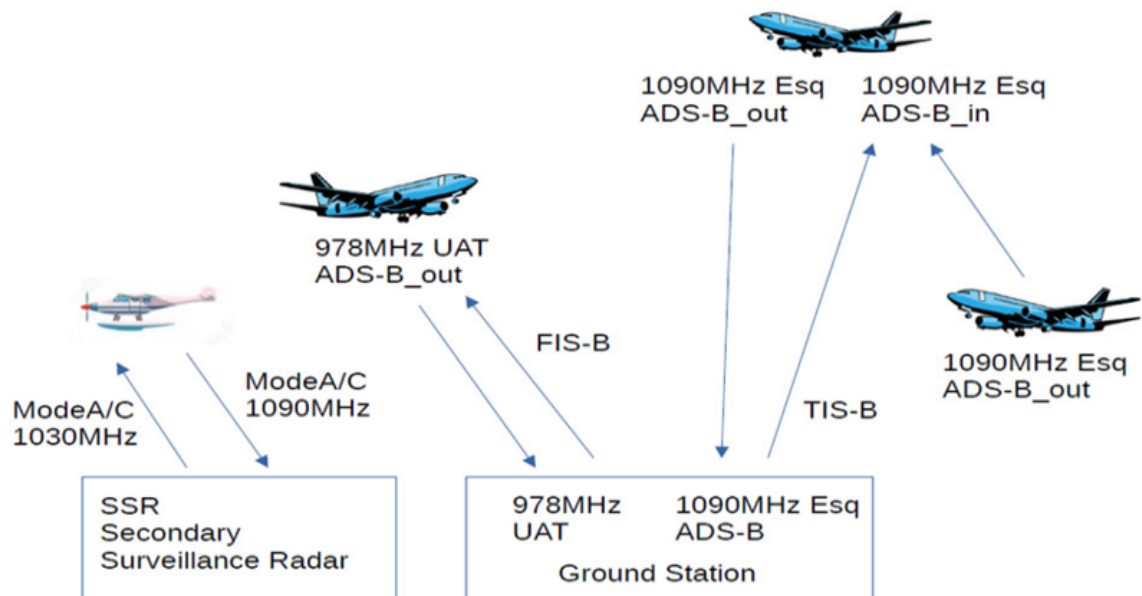 1090MHz Esq
ADS-B_out
1090MHz Esq
ADS-B_in
978MHz UAT
ADS-B_out
FIS-B
1090MHz Esq
ADS-B_out
ModeA/C
1090MHz
ModeA/C
1030MHz
TIS-B
SSR
Secondary
Surveillance Radar
978MHz
UAT
1090MHz Esq
ADS-B
Ground Station